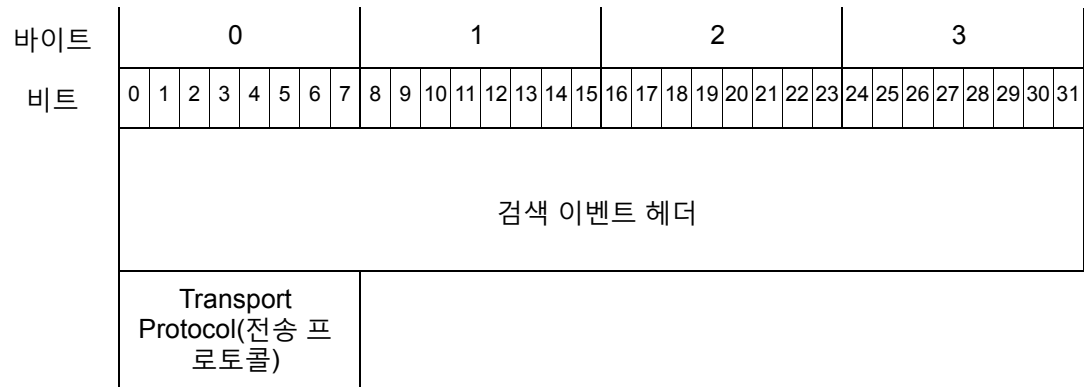 바이트 0 1 2 3
비트 0 1 2 3 4 5 6 7 8 9 10 11 12 13 14 15 16 17 18 19 20 21 22 23 24 25 26 27 28 29 30 31
검색 이벤트 헤더
Transport
Protocol(전송 프
로토콜)